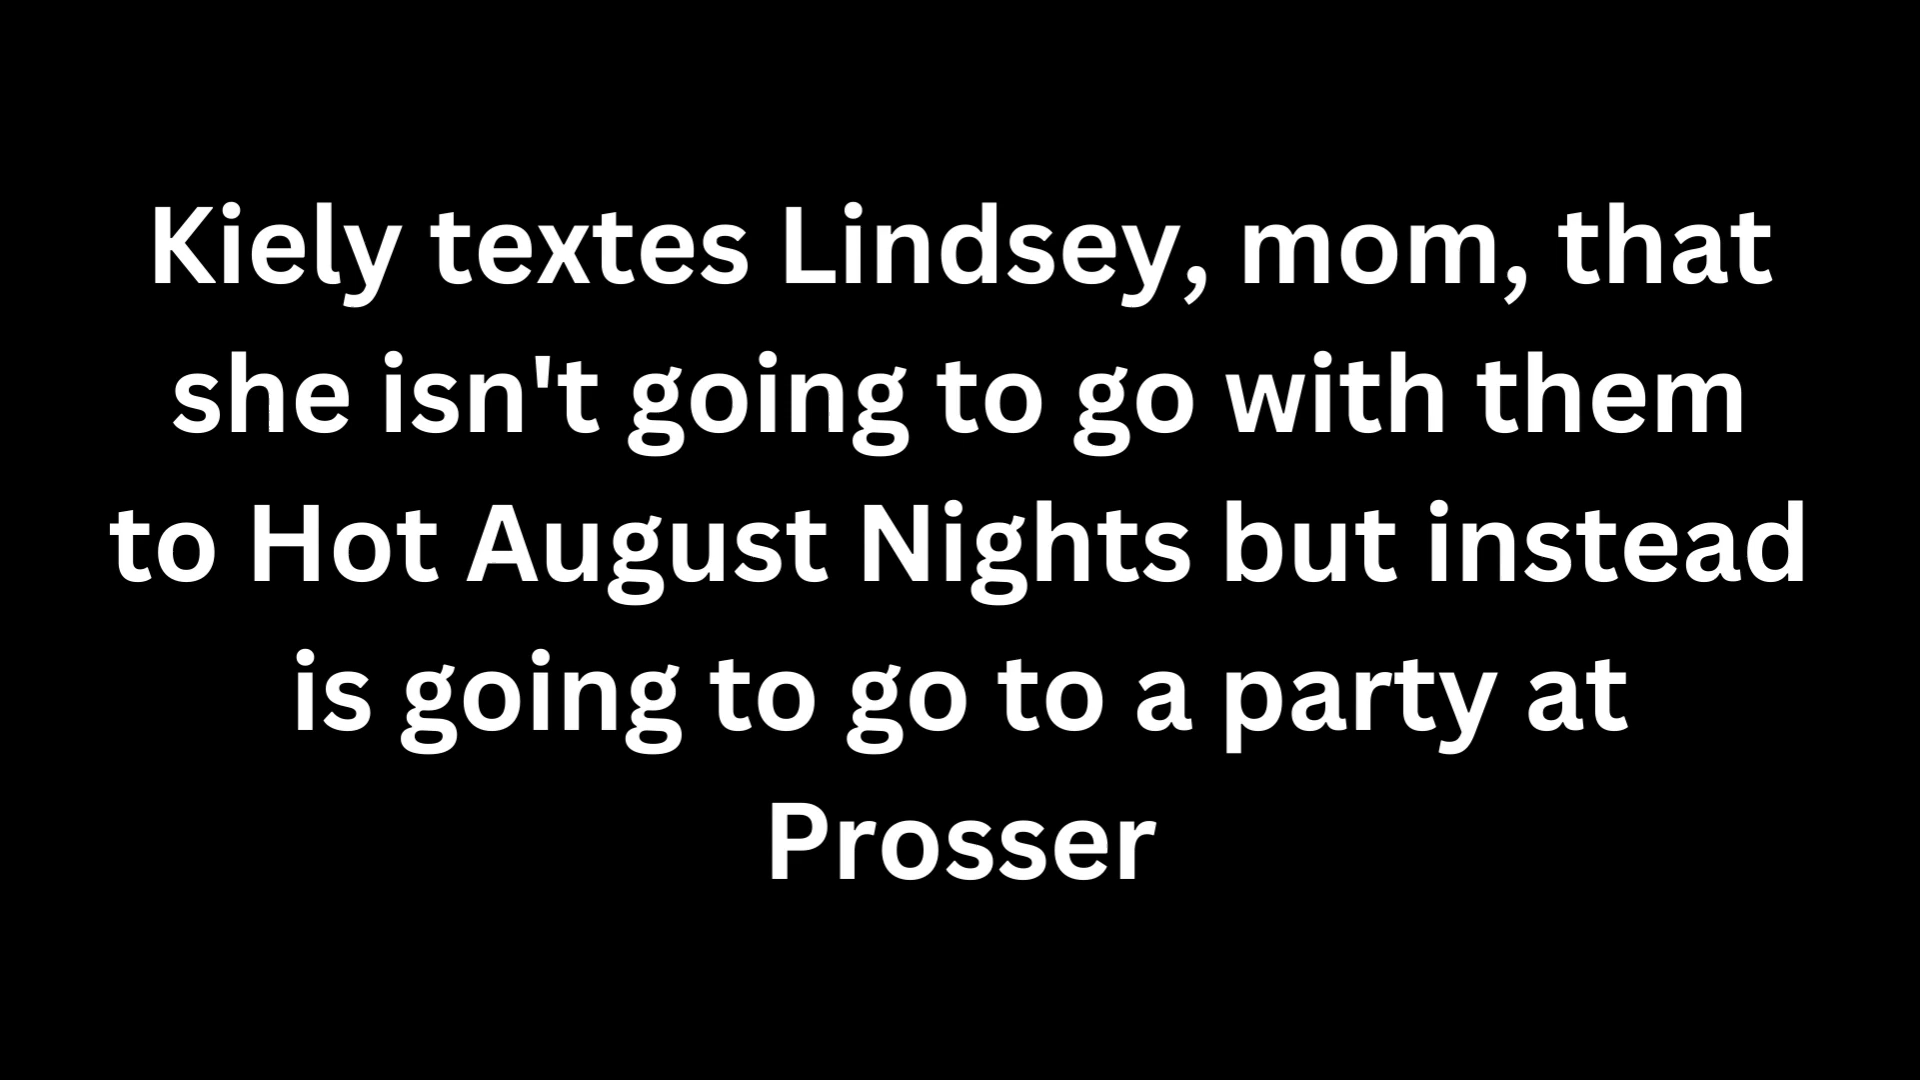 Kiely textes Lindsey, mom, that
she isn't going to go with them
to Hot August Nights but instead
is going to go to a party at
Prosser